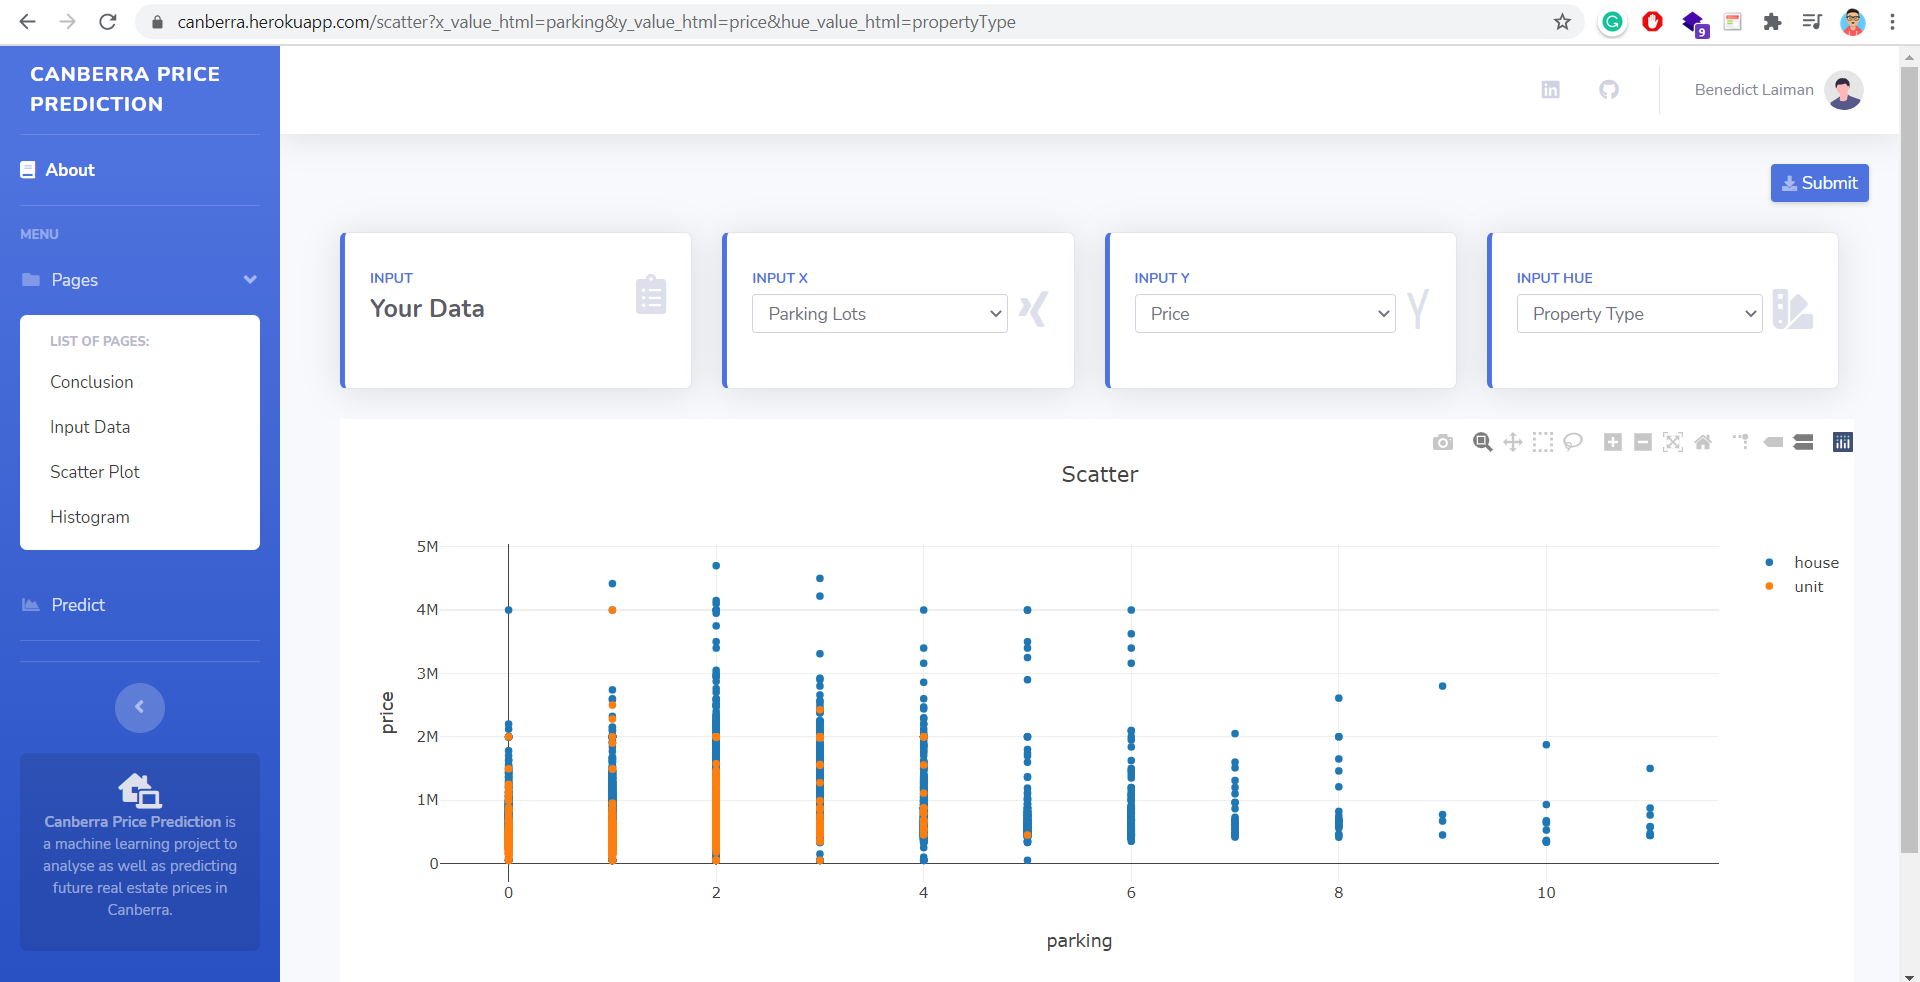 canberra.herokuapp.com/scatter?x_value_html=parking&y_value_html=price&hue_value_html=propertyType
9
CANBERRA PRICE
PREDICTION
Benedict Laiman
About
Submit
MENU
Pages
LIST OF PAGES:
Conclusion
Input Data
Scatter Plot
Histogram
Predict
Canberra Price Prediction is
a machine learning project to
analyse as well as predicting
future real estate prices in
Canberra.
INPUT
Your Data
INPUT X
Parking Lots
INPUT Y
Price
Y
INPUT HUE
Property Type
Scatter
5M
4M
3M
2M
1M
0
price
0
2
4
6
8
10
parking
house
unit